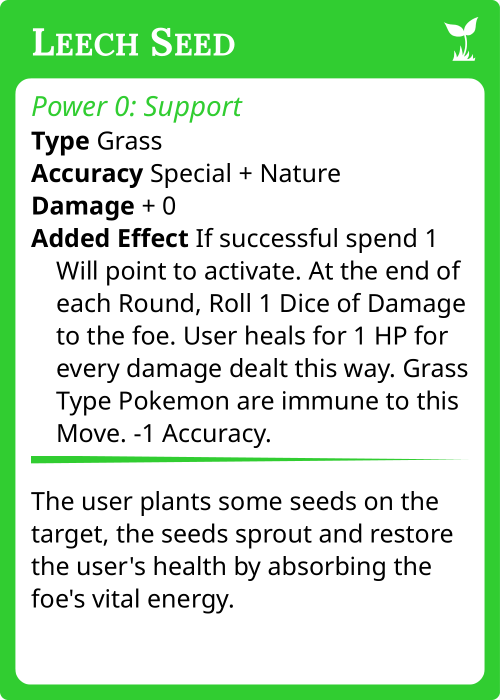 Leech Seed
Power 0: Support
Type Grass
Accuracy Special + Nature
Damage + 0
Added Effect If successful spend 1
Will point to activate. At the end of
each Round, Roll 1 Dice of Damage
to the foe. User heals for 1 HP for
every damage dealt this way. Grass
Type Pokemon are immune to this
Move. -1 Accuracy.
The user plants some seeds on the
target, the seeds sprout and restore
the user's health by absorbing the
foe's vital energy.